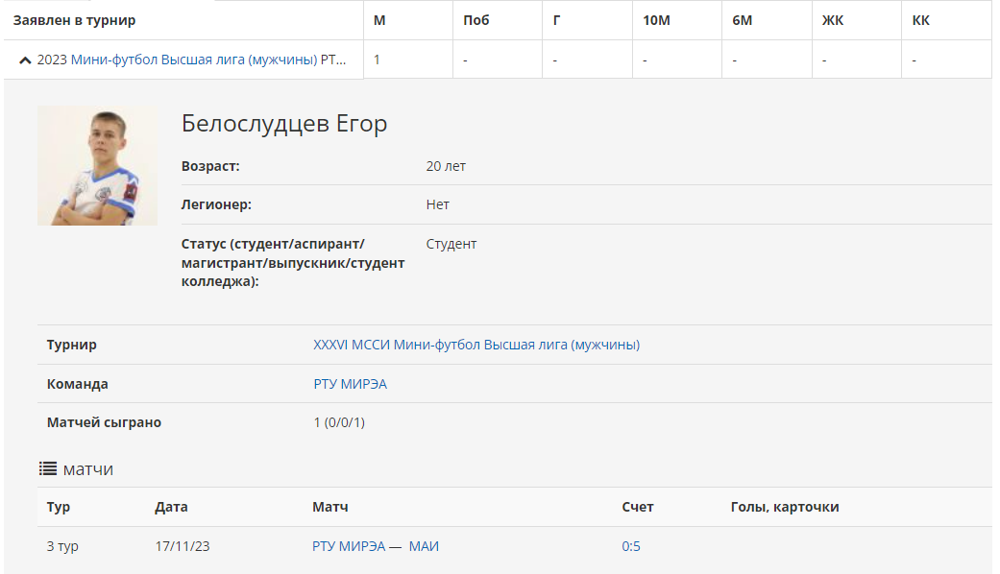 Заявлен в турнир М Поб Г 10М 6М ЖК КК
2023 Мини-футбол Высшая лига (мужчины) РТ... 1 - - - - - -
Белослудцев Егор
Возраст: 20 лет
Легионер: Нет
Статус (студент/аспирант/ Студент
магистрант/выпускник/студент
колледжа):
Турнир XXXVI МССИ Мини-футбол Высшая лига (мужчины)
Команда РТУ МИРЭА
Матчей сыграно 1 (0/0/1)
матчи
Тур Дата Матч Счет Голы, карточки
3 тур 17/11/23 РТУ МИРЭА — МАИ 0:5